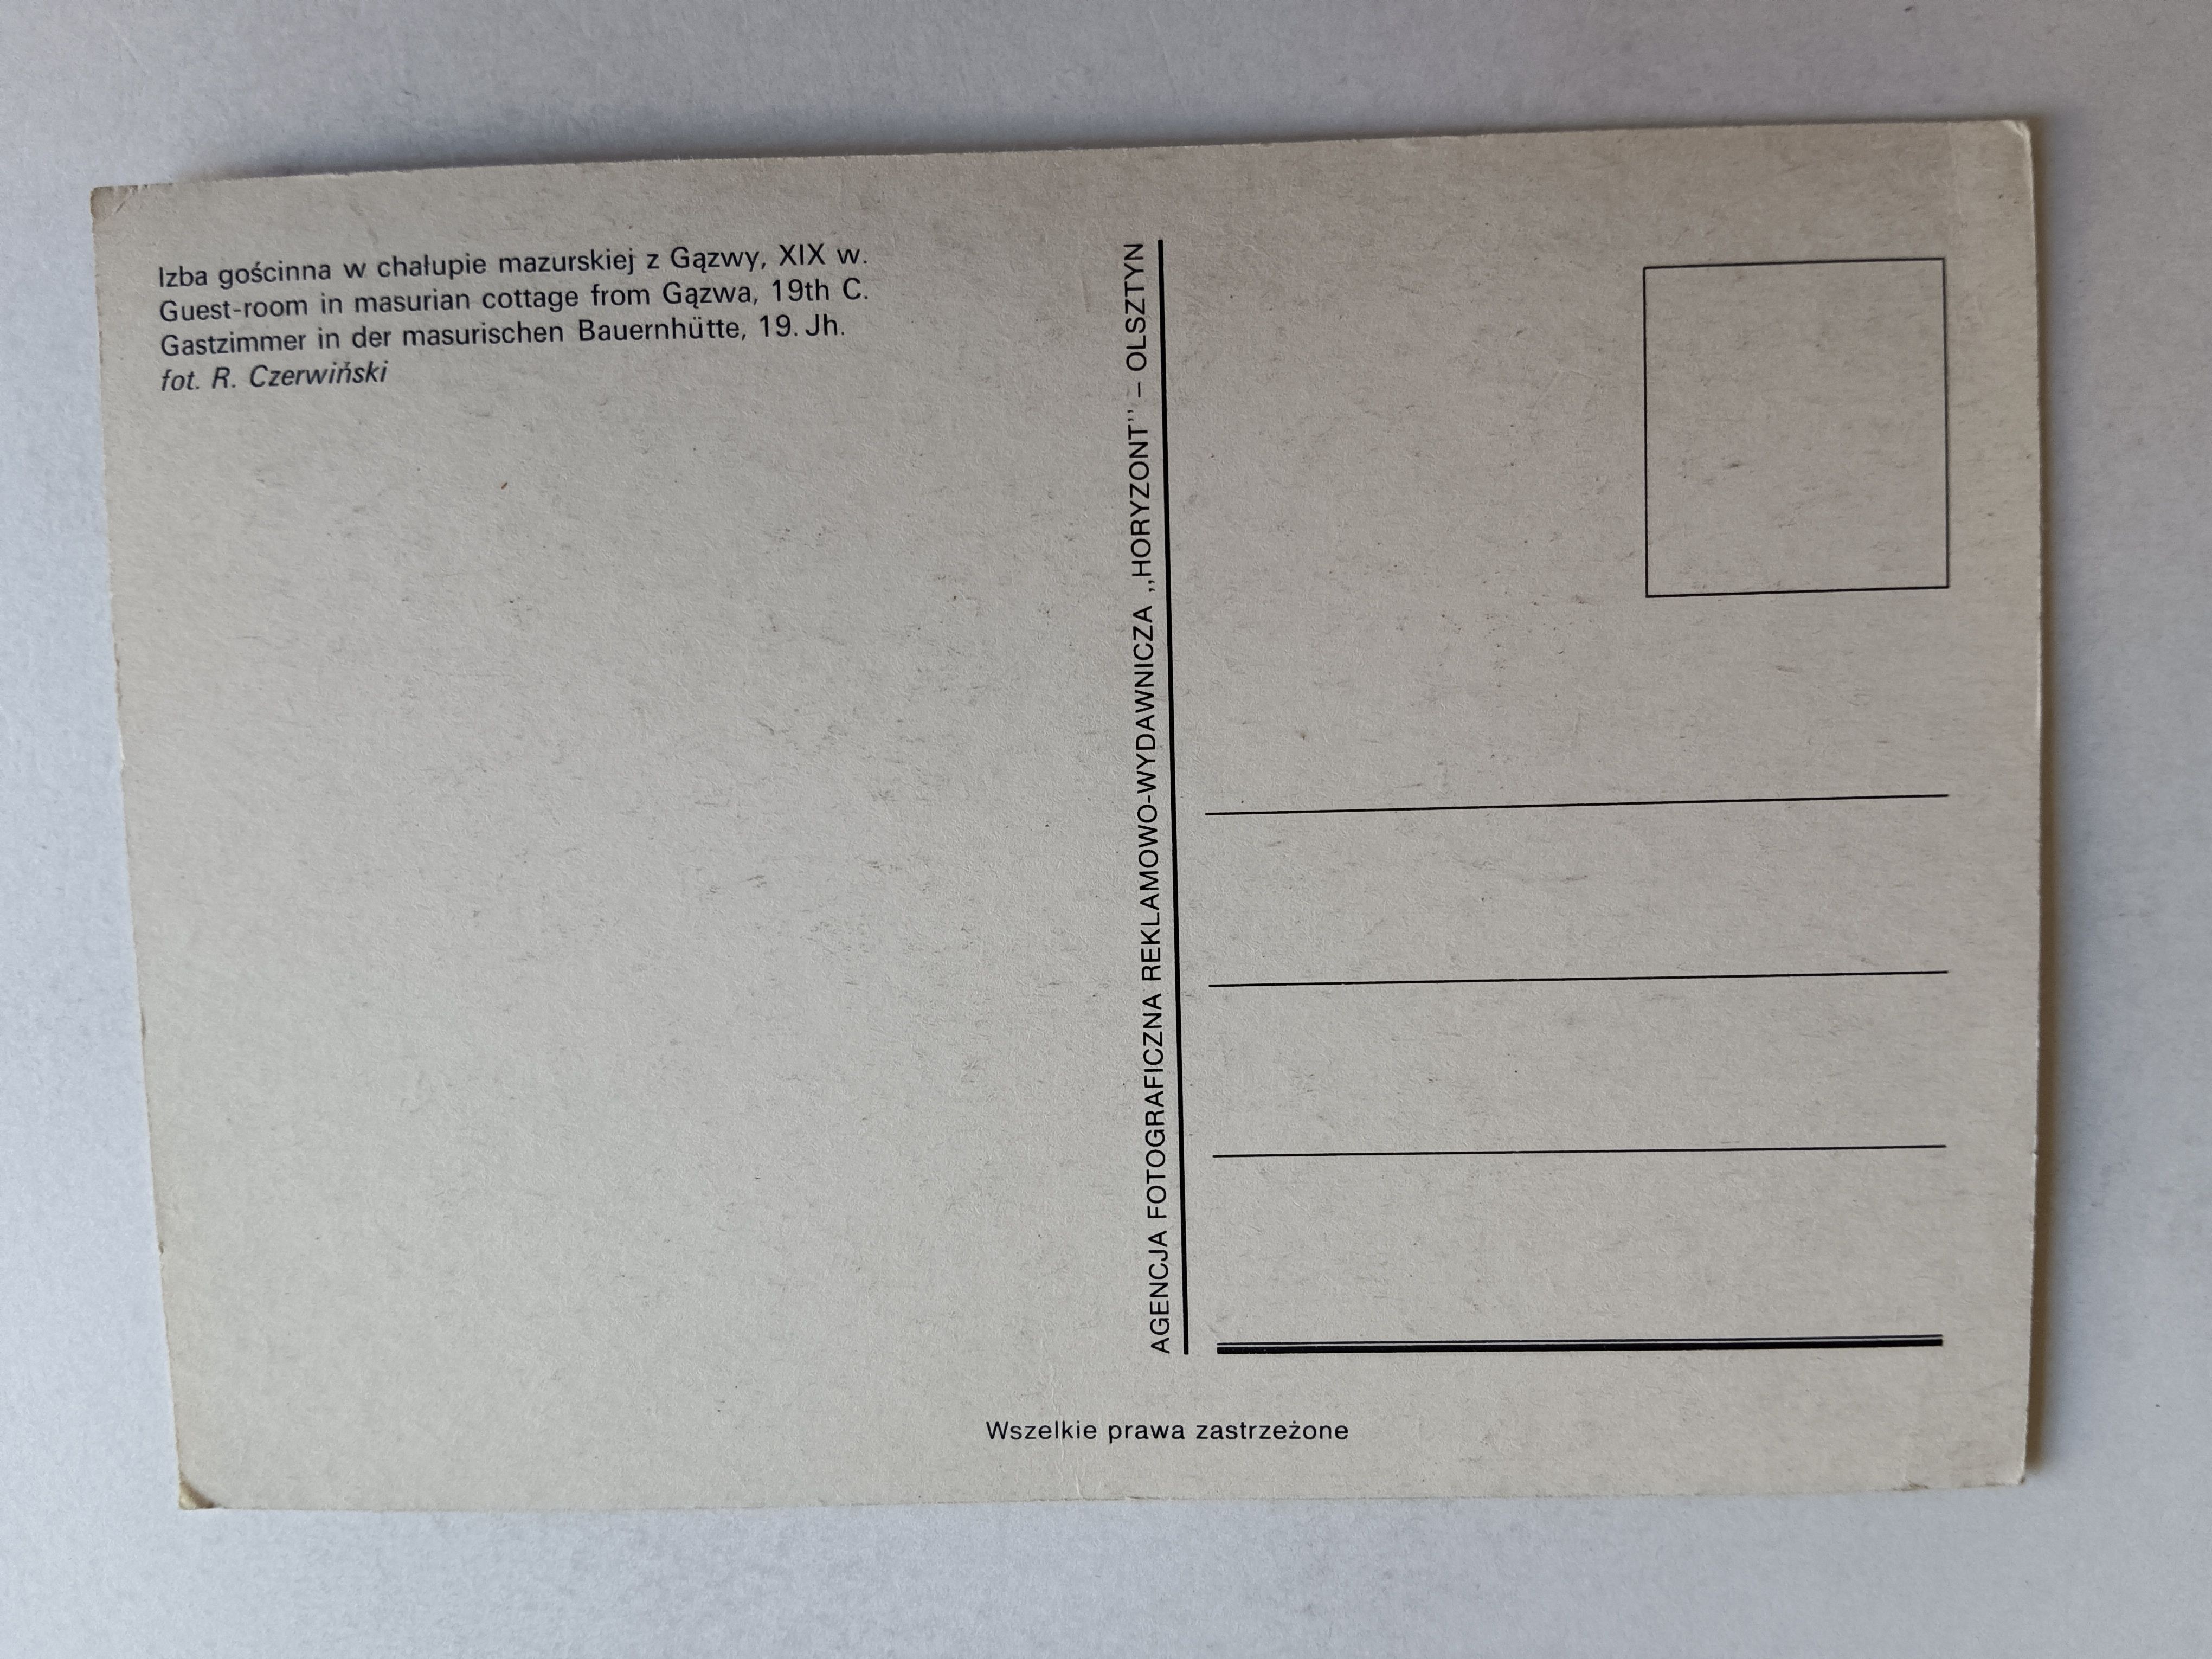 Izba gościnna w chałupie mazurskiej z Gązwy, XIX w.
Guest-room in masurian cottage from Gązwa, 19th C.
Gastzimmer in der masurischen Bauernhütte, 19. Jh.
fot. R. Czerwiński
AGENCJA FOTOGRAFICZNA REKLAMOWO-WYDAWNICZA ,,HORYZONT'' – OLSZTYN
Wszelkie prawa zastrzeżone